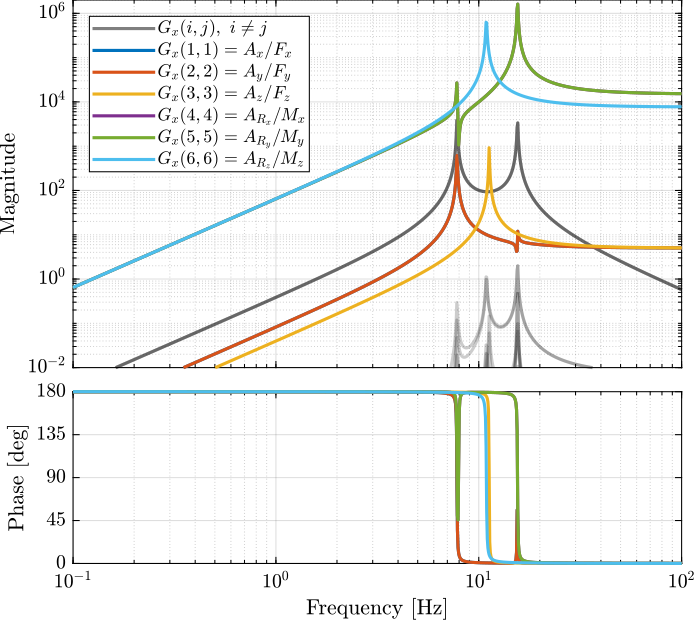 10^6
10^4
10^2
10^0
10^−2
Magnitude
G_x(i, j), i ≠ j
G_x(1, 1) = A_x/F_x
G_x(2, 2) = A_y/F_y
G_x(3, 3) = A_z/F_z
G_x(4, 4) = A_{R_x}/M_x
G_x(5, 5) = A_{R_y}/M_y
G_x(6, 6) = A_{R_z}/M_z
180
135
90
45
0
Phase [deg]
10^−1
10^0
10^1
10^2
Frequency [Hz]